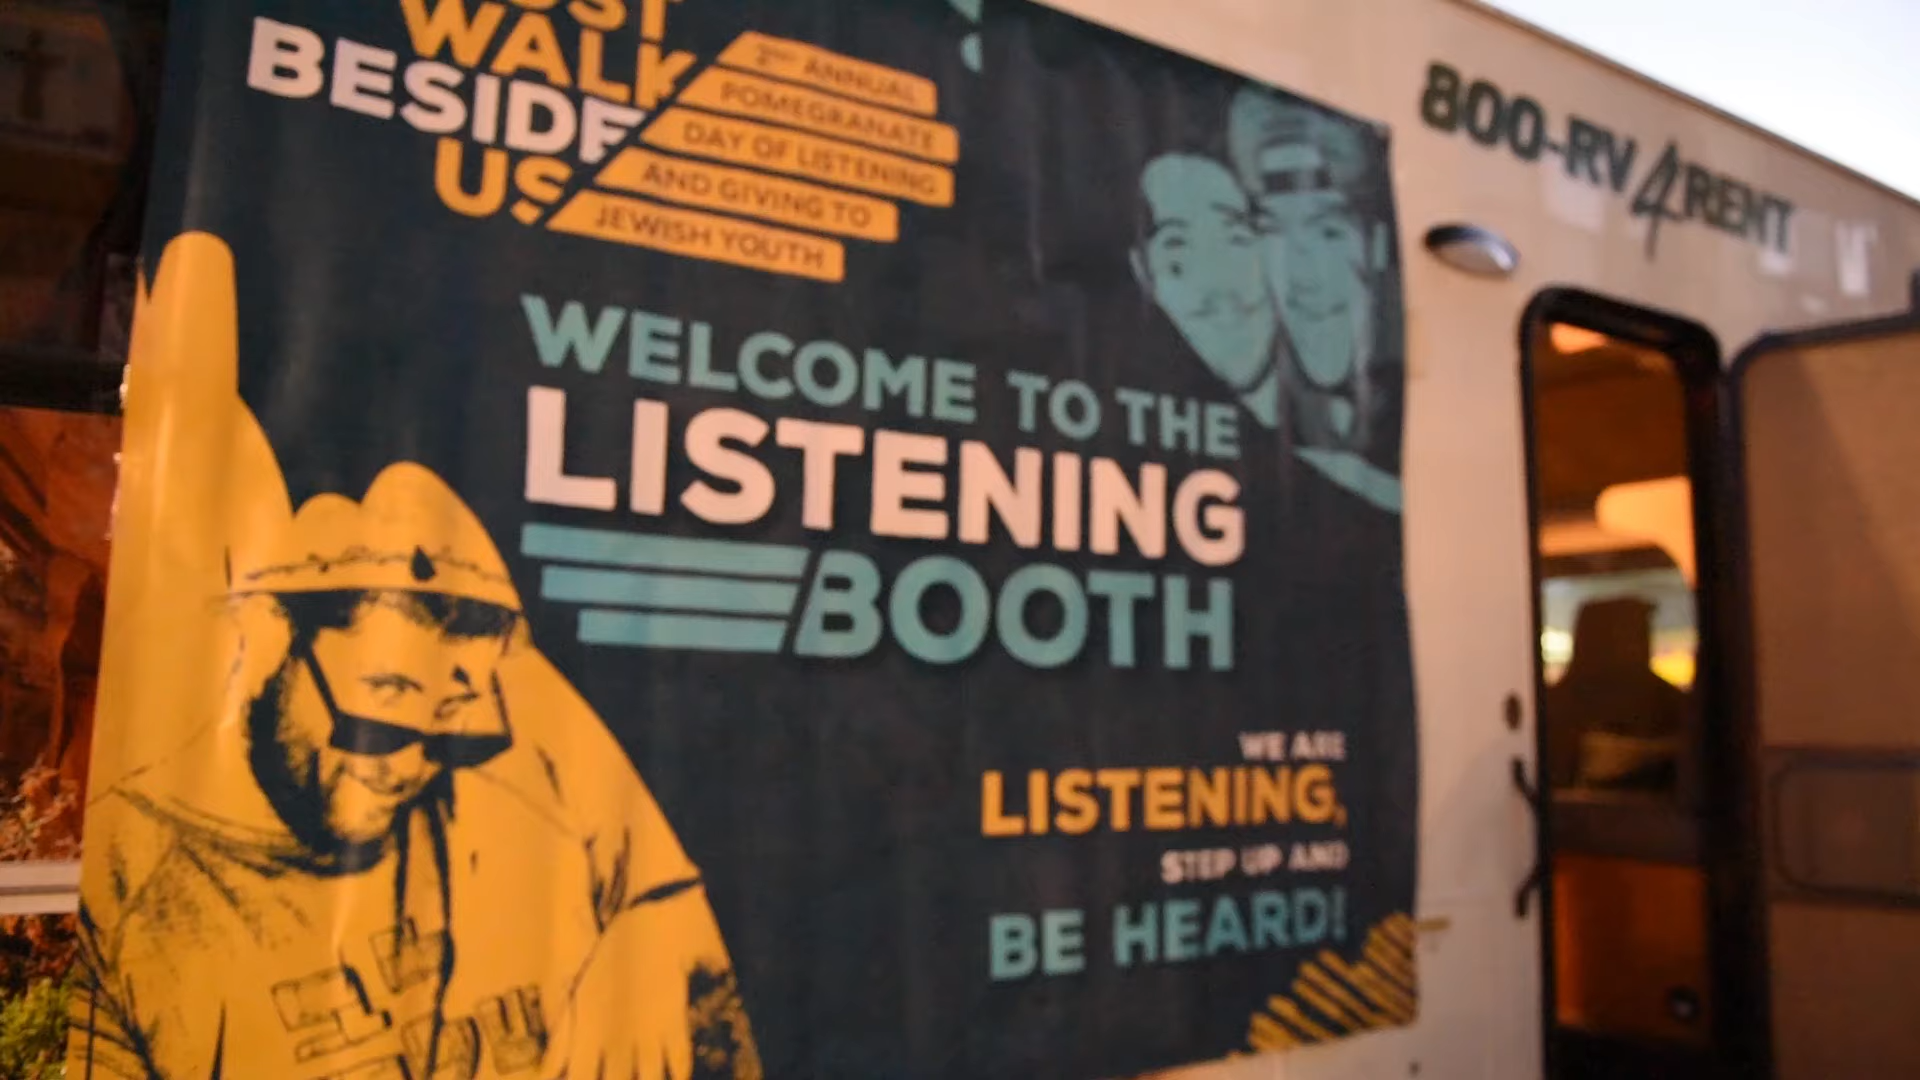 WALK
BESIDE
US
2ND ANNUAL
POMEGRANATE
DAY OF LISTENING
AND GIVING TO
JEWISH YOUTH
WELCOME TO THE
LISTENING
BOOTH
WE ARE
LISTENING,
STEP UP AND
BE HEARD!
800-RV4RENT